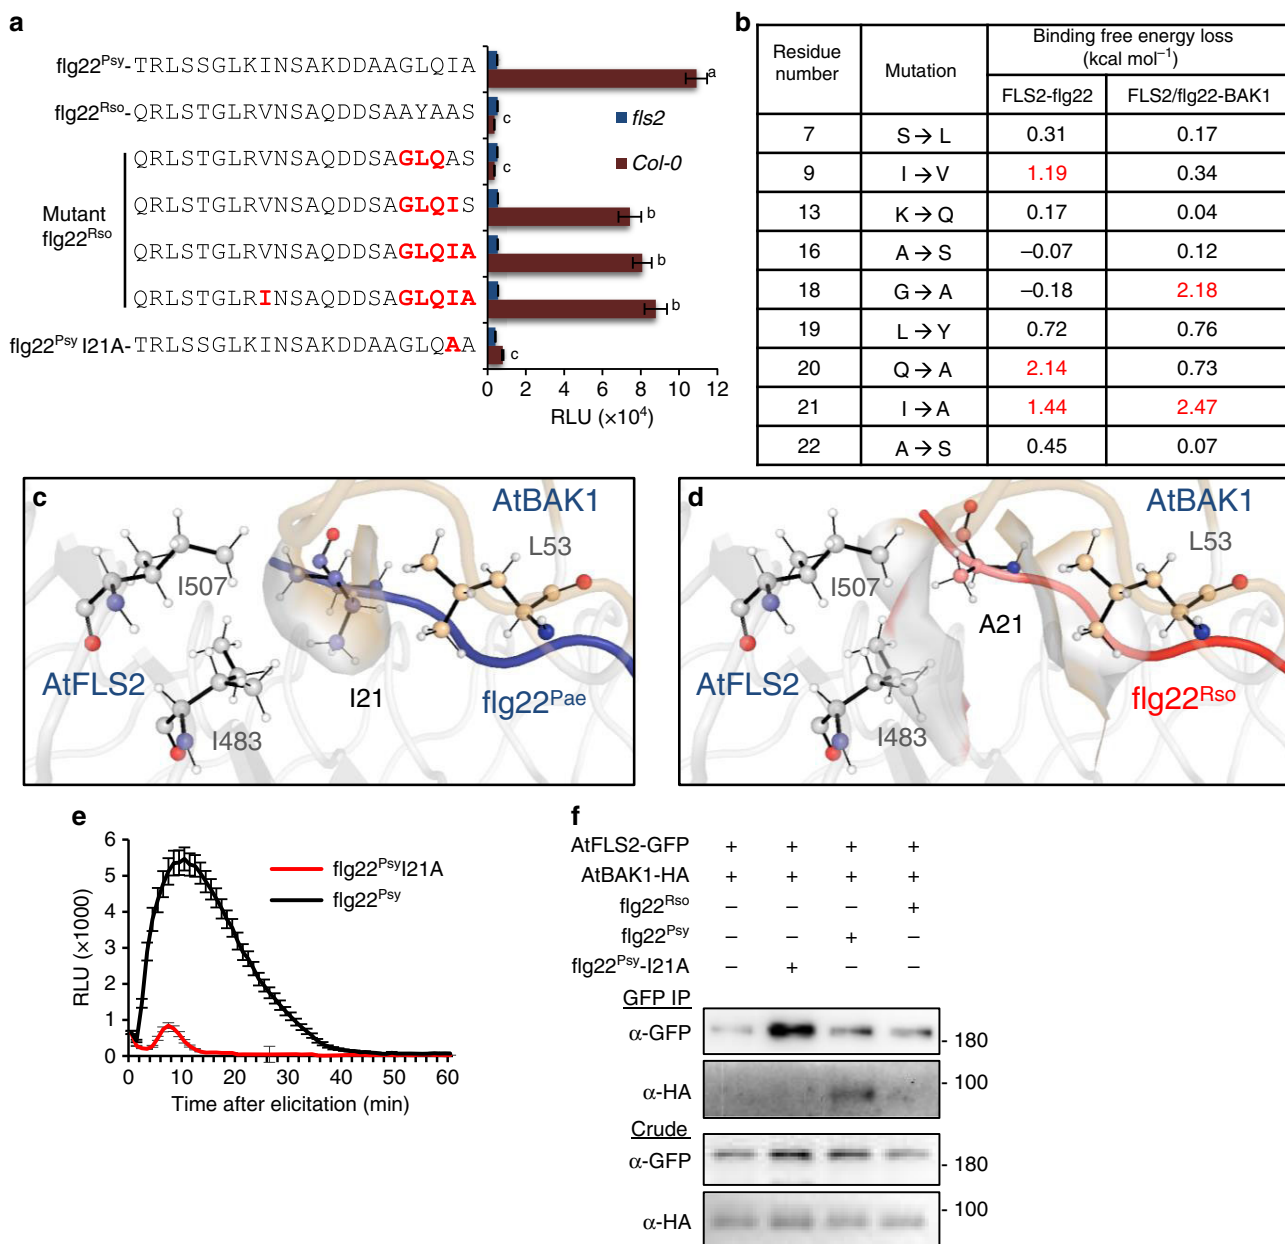 a
flg22Psy-TRLSSGLKINSAKDDAAGLQIA
flg22Rso-QRLSTGLRVNSAQDDSAAYAAS
QRLSTGLRVNSAQDDSAGLQAS
QRLSTGLRVNSAQDDSAGLQIS
Mutant
flg22Rso
QRLSTGLRVNSAQDDSAGLQIA
QRLSTGLRINSAQDDSAGLQIA
flg22Psy I21A-TRLSSGLKINSAKDDAAGLQAA
a
c
c
b
b
b
c
fls2
Col-0
0 2 4 6 8 10 12
RLU (×10⁴)
b
Residue number Mutation Binding free energy loss (kcal mol⁻¹)
FLS2-flg22 FLS2/flg22-BAK1
7 S → L 0.31 0.17
9 I → V 1.19 0.34
13 K → Q 0.17 0.04
16 A → S –0.07 0.12
18 G → A –0.18 2.18
19 L → Y 0.72 0.76
20 Q → A 2.14 0.73
21 I → A 1.44 2.47
22 A → S 0.45 0.07
c
AtBAK1
L53
I507
AtFLS2
I21
flg22Pae
I483
d
AtBAK1
L53
I507
A21
AtFLS2
flg22Rso
I483
e
6
5
4
3
2
1
0
RLU (×1000)
flg22PsyI21A
flg22Psy
0 10 20 30 40 50 60
Time after elicitation (min)
f
AtFLS2-GFP + + + +
AtBAK1-HA + + + +
flg22Rso – – – +
flg22Psy – – + –
flg22Psy-I21A – + – –
GFP IP
α-GFP - 180
α-HA - 100
Crude
α-GFP - 180
α-HA - 100